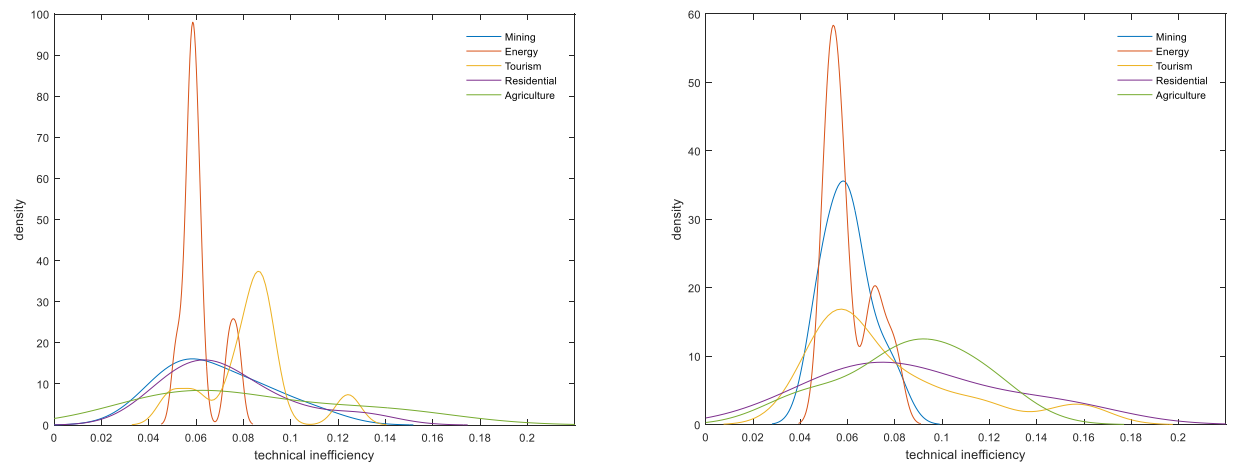 100
90
80
70
60
50
40
30
20
10
0
density
0 0.02 0.04 0.06 0.08 0.1 0.12 0.14 0.16 0.18 0.2
technical inefficiency
Mining
Energy
Tourism
Residential
Agriculture
60
50
40
30
20
10
0
density
0 0.02 0.04 0.06 0.08 0.1 0.12 0.14 0.16 0.18 0.2
technical inefficiency
Mining
Energy
Tourism
Residential
Agriculture